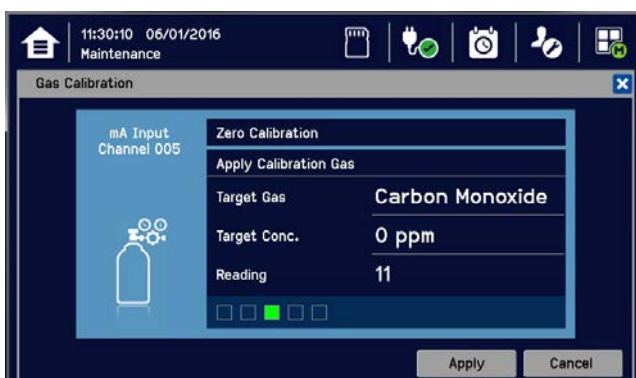 11:30:10 06/01/2016
Maintenance
M
Gas Calibration
mA Input
Channel 005
Zero Calibration
Apply Calibration Gas
Target Gas Carbon Monoxide
Target Conc. 0 ppm
Reading 11
Apply Cancel